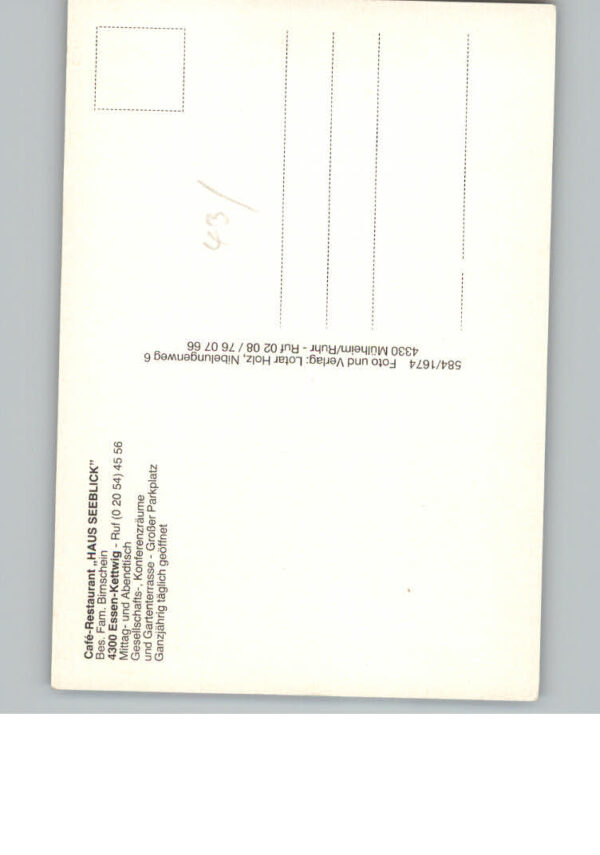 Café-Restaurant „HAUS SEEBLICK”
Bes. Fam. Birnschein
4300 Essen-Kettwig - Ruf (0 20 54) 45 56
Mittag- und Abendtisch
Gesellschafts-, Konferenzräume
und Gartenterrasse - Großer Parkplatz
Ganzjährig täglich geöffnet
584/1674 Foto und Verlag: Lotar Holz, Nibelungenweg 6
4330 Mülheim/Ruhr - Ruf 02 08 / 76 07 66
43/